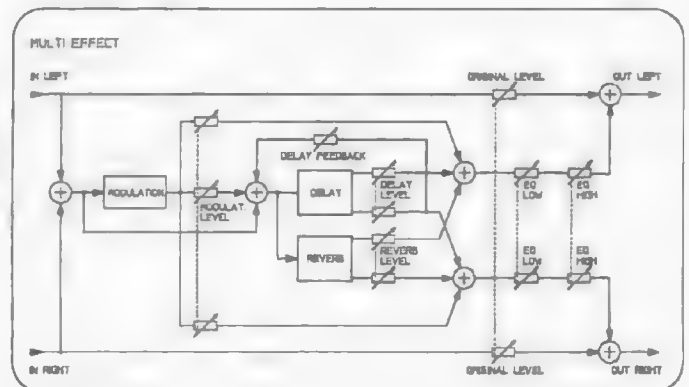 MULTI EFFECT
IN LEFT
ORIGINAL LEVEL
OUT LEFT
DELAY FEEDBACK
MODULATION
MODULAT.
LEVEL
DELAY
DELAY
LEVEL
EQ
LOW
EQ
HIGH
REVERB
REVERB
LEVEL
EQ
LOW
EQ
HIGH
IN RIGHT
ORIGINAL LEVEL
OUT RIGHT